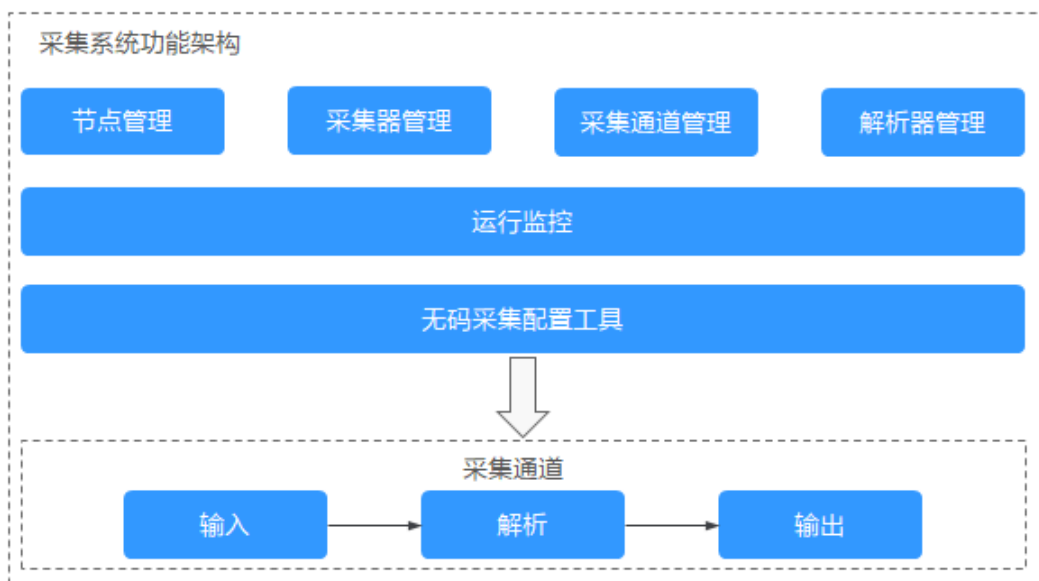 采集系统功能架构
节点管理
采集器管理
采集通道管理
解析器管理
运行监控
无码采集配置工具
采集通道
输入
解析
输出